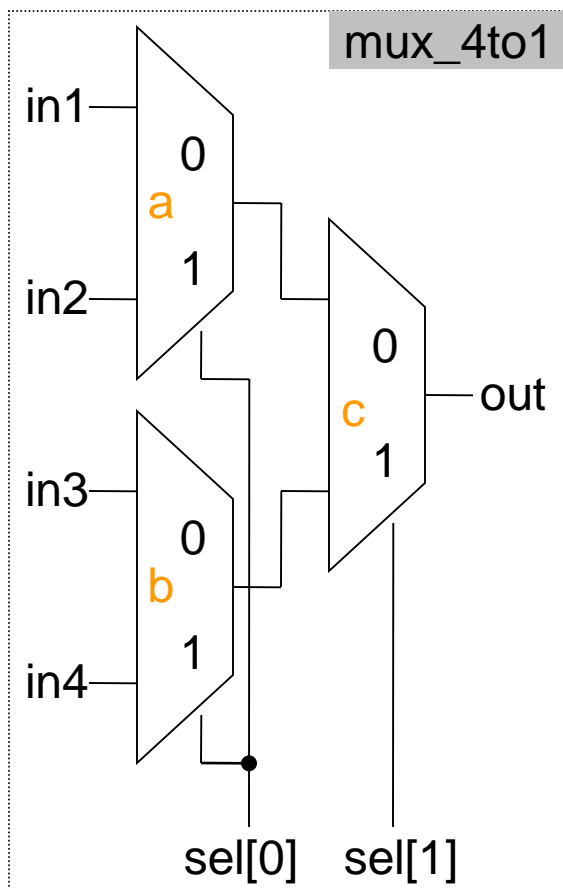 mux_4to1
in1
0
a
1
in2
0
c
1
out
in3
0
b
1
in4
sel[0] sel[1]